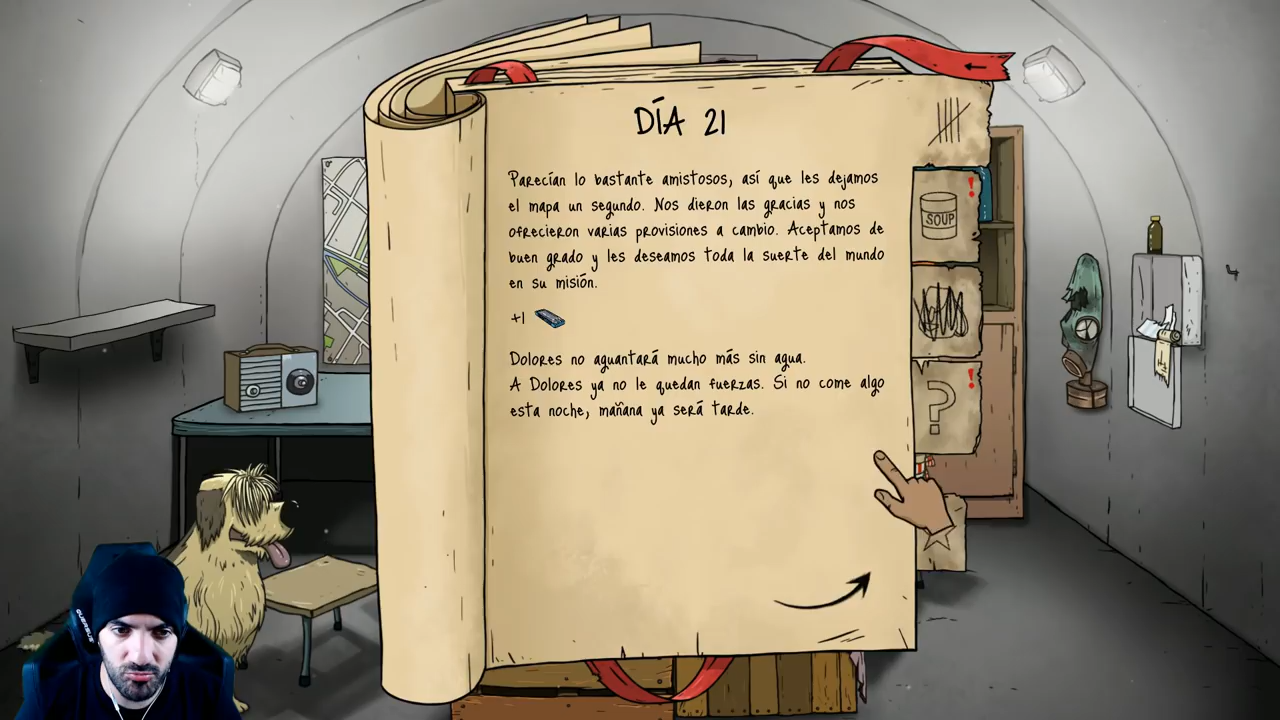 DÍA 21
Parecían lo bastante amistosos, así que les dejamos
el mapa un segundo. Nos dieron las gracias y nos
ofrecieron varias provisiones a cambio. Aceptamos de
buen grado y les deseamos toda la suerte del mundo
en su misión.
+1
Dolores no aguantará mucho más sin agua.
A Dolores ya no le quedan fuerzas. Si no come algo
esta noche, mañana ya será tarde.
!
SOUP
!
?